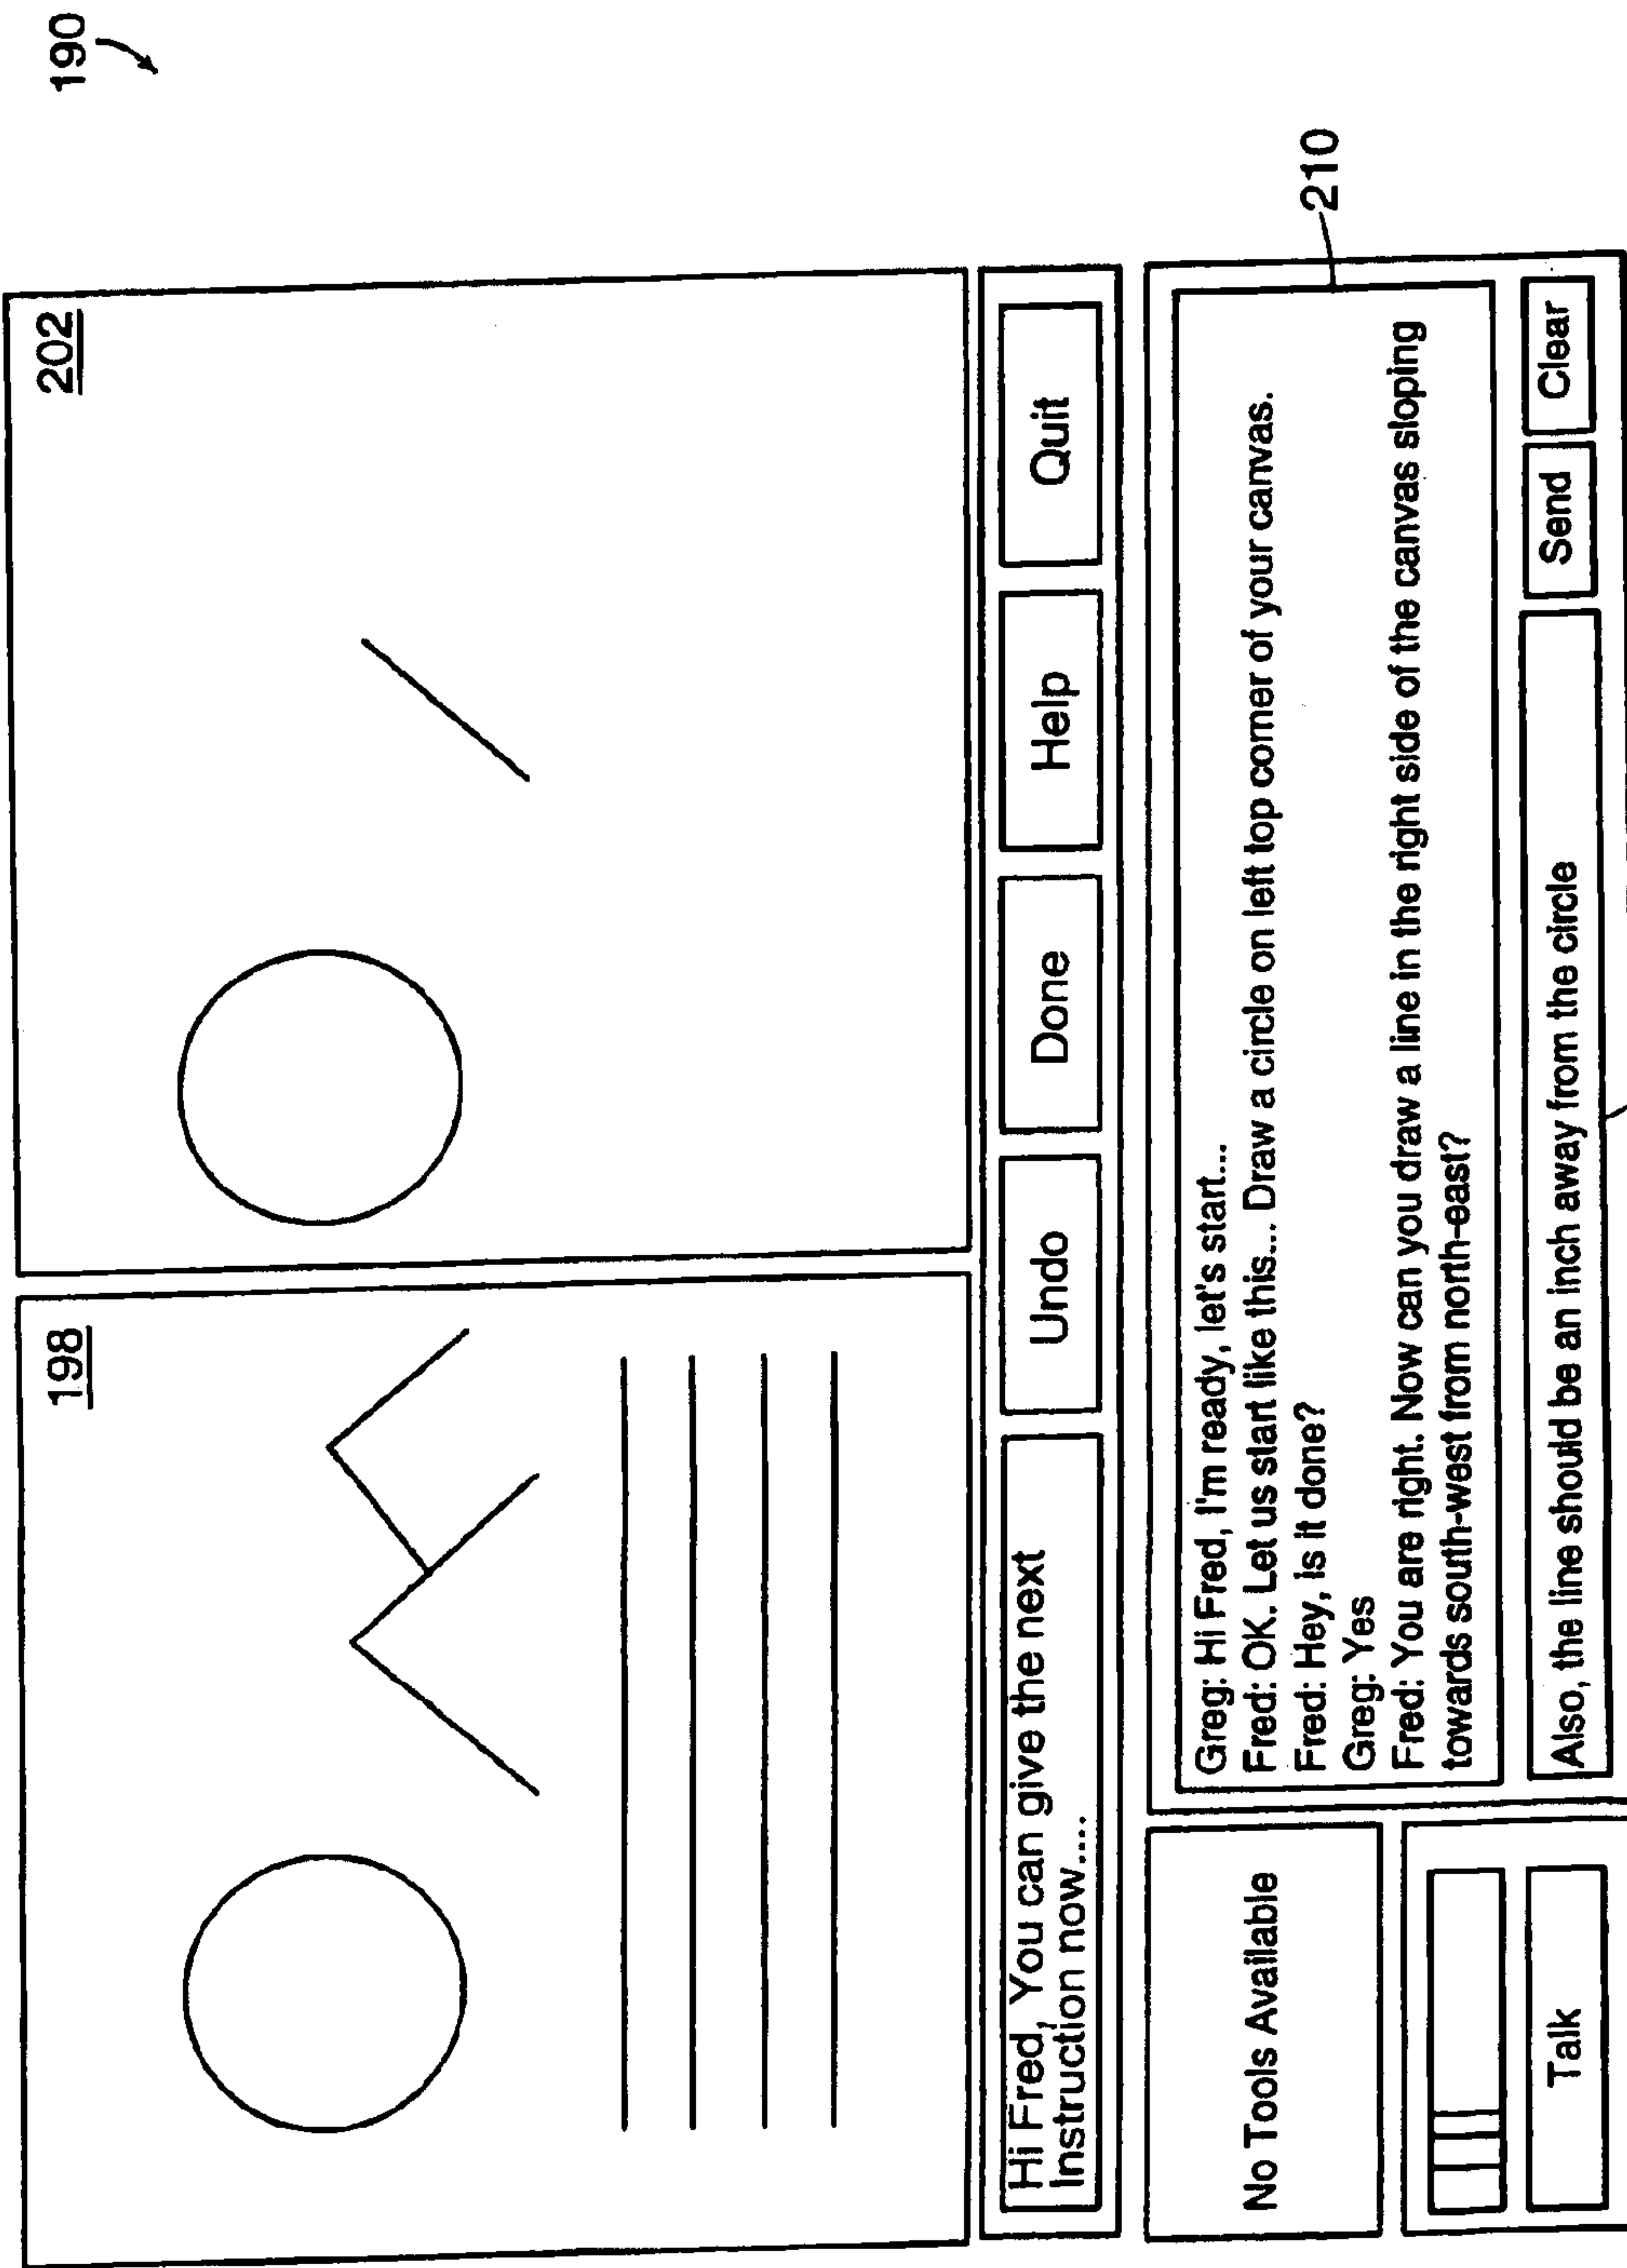 190
198
202
Hi Fred, You can give the next
Instruction now....
Undo
Done
Help
Quit
No Tools Available
Talk
210
Greg: Hi Fred, I'm ready, let's start...
Fred: OK. Let us start like this... Draw a circle on left top corner of your canvas.
Fred: Hey, is it done?
Greg: Yes
Fred: You are right. Now can you draw a line in the right side of the canvas sloping
towards south-west from north-east?
Also, the line should be an inch away from the circle
Send
Clear